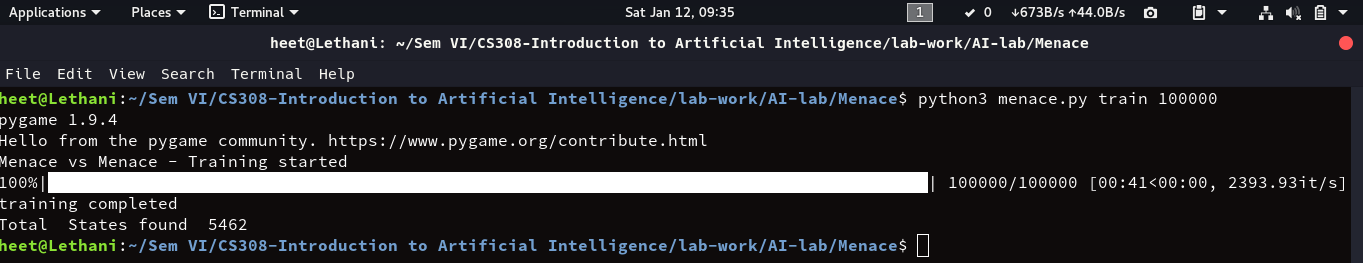 Applications Places Terminal Sat Jan 12, 09:35 1 0 ↓673B/s ↑44.0B/s
heet@Lethani: ~/Sem VI/CS308-Introduction to Artificial Intelligence/lab-work/AI-lab/Menace
File Edit View Search Terminal Help
heet@Lethani:~/Sem VI/CS308-Introduction to Artificial Intelligence/lab-work/AI-lab/Menace$ python3 menace.py train 100000
pygame 1.9.4
Hello from the pygame community. https://www.pygame.org/contribute.html
Menace vs Menace - Training started
100%|| 100000/100000 [00:41<00:00, 2393.93it/s]
training completed
Total  States found  5462
heet@Lethani:~/Sem VI/CS308-Introduction to Artificial Intelligence/lab-work/AI-lab/Menace$